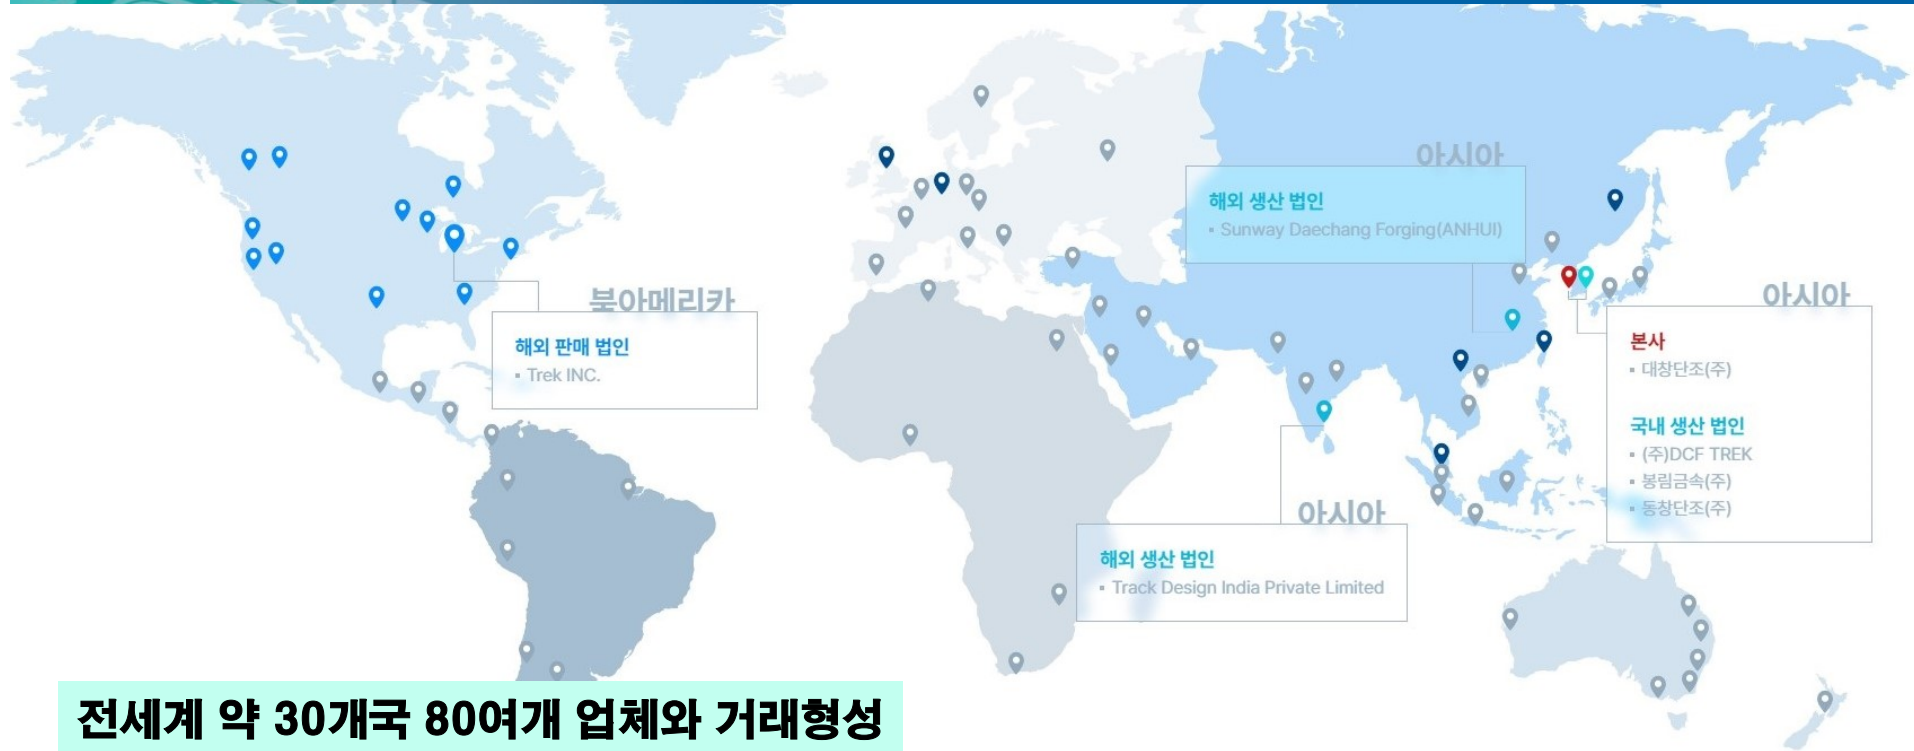 아시아
해외 생산 법인
▪ Sunway Daechang Forging(ANHUI)
북아메리카
해외 판매 법인
▪ Trek INC.
아시아
본사
▪ 대창단조(주)
국내 생산 법인
▪ (주)DCF TREK
▪ 봉림금속(주)
▪ 동창단조(주)
아시아
해외 생산 법인
▪ Track Design India Private Limited
전세계 약 30개국 80여개 업체와 거래형성